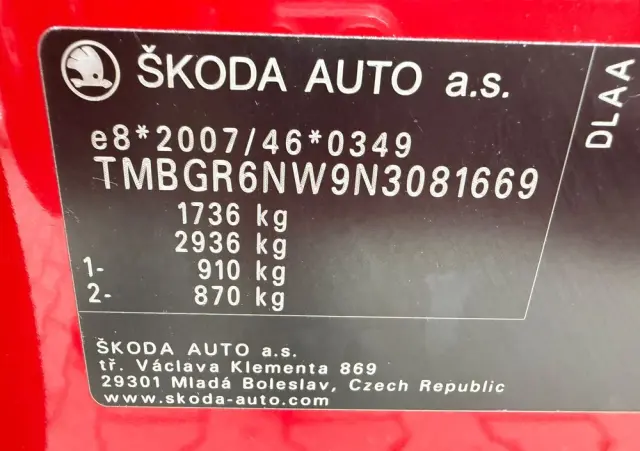 ŠKODA AUTO a.s.
e8*2007/46*0349
TMBGR6NW9N3081669
1736 kg
2936 kg
1- 910 kg
2- 870 kg
ŠKODA AUTO a.s.
tř. Václava Klementa 869
29301 Mladá Boleslav, Czech Republic
www.skoda-auto.com
DLAA